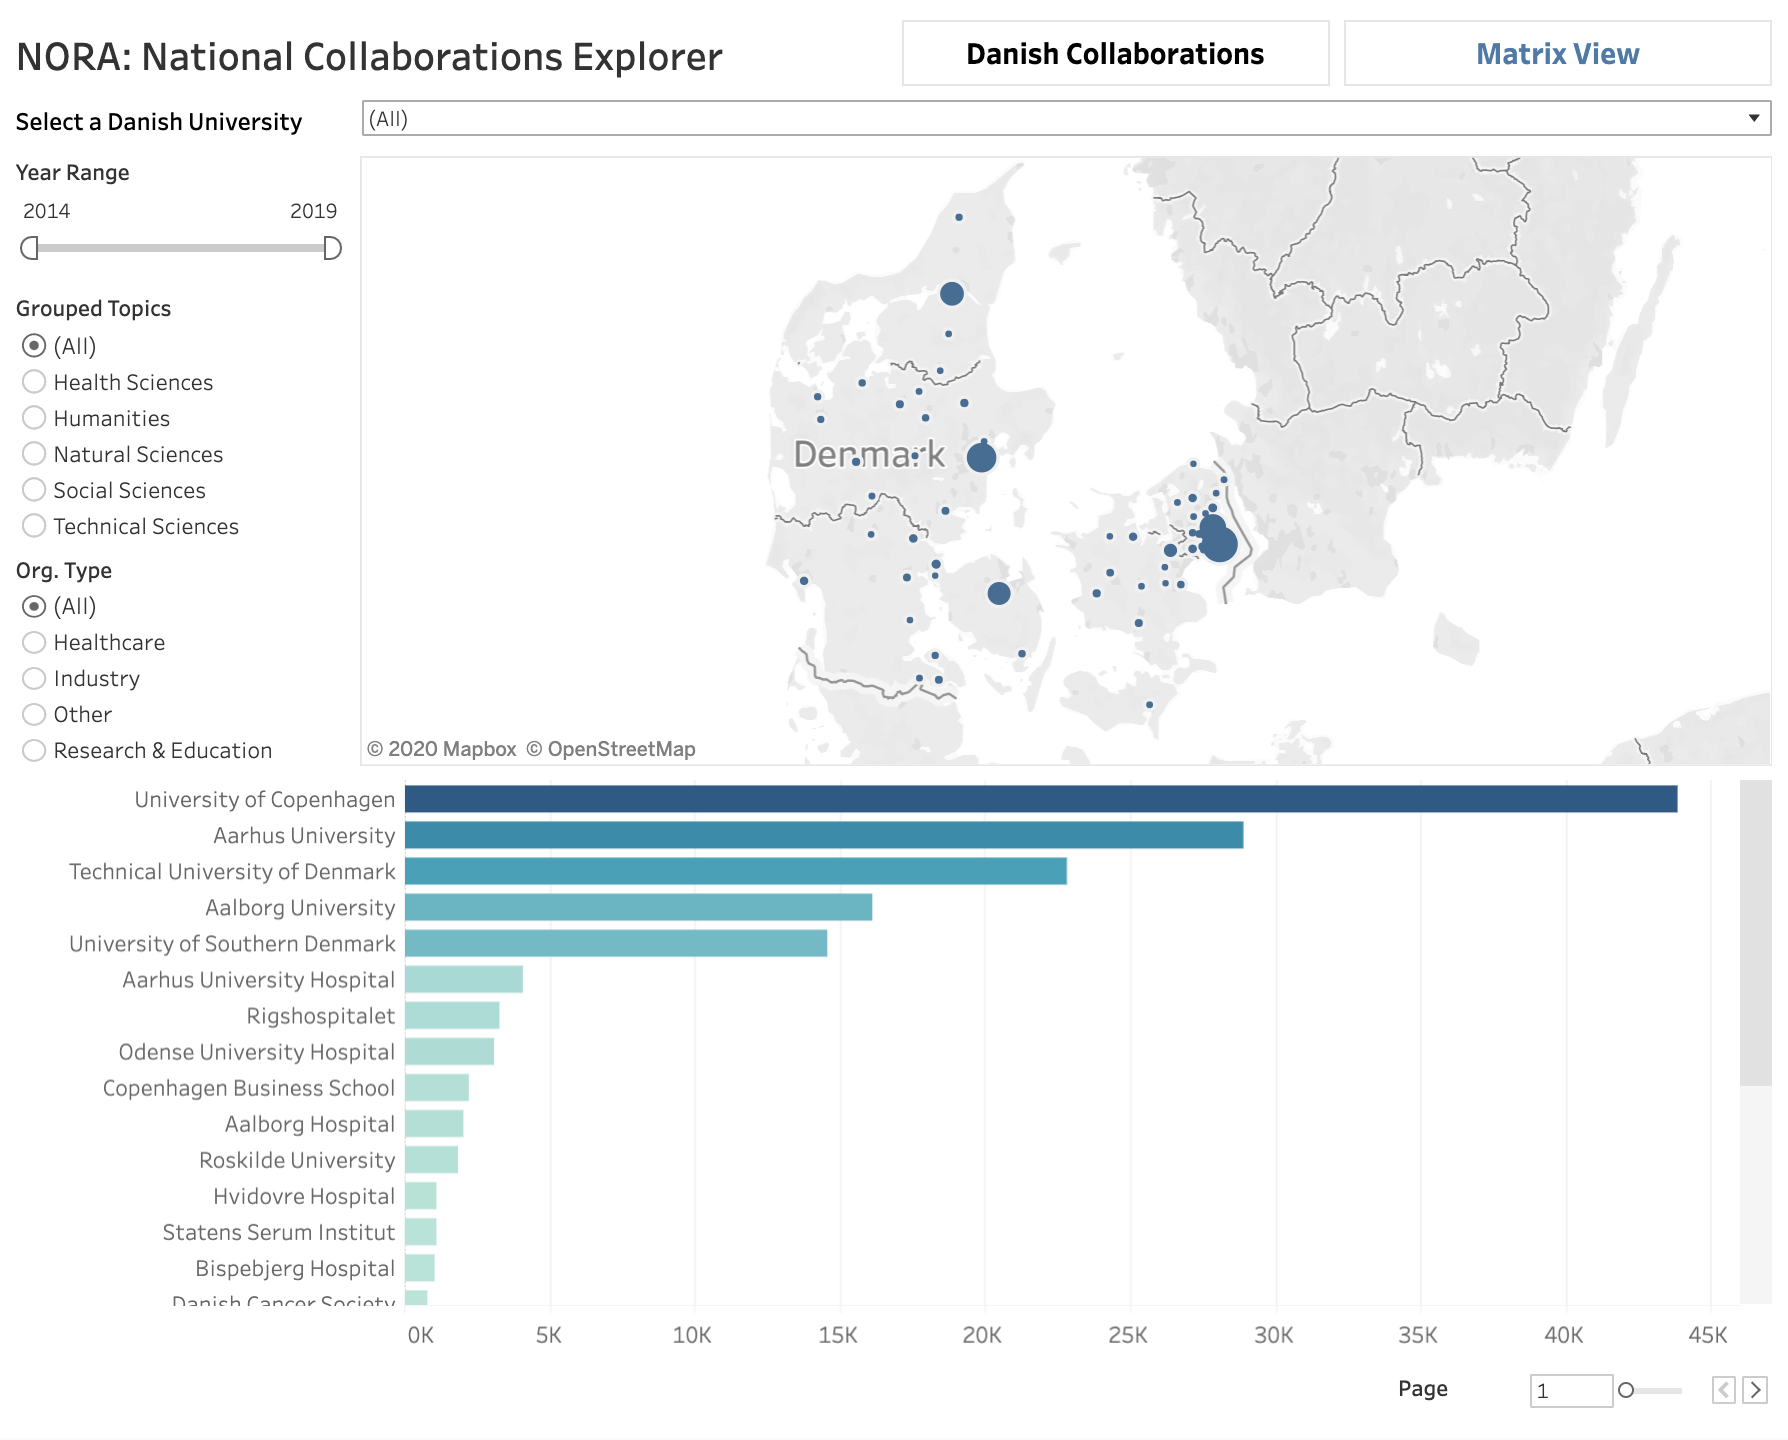 NORA: National Collaborations Explorer
Danish Collaborations
Matrix View
Select a Danish University
(All)
Year Range
2014 2019
Grouped Topics
(All)
Health Sciences
Humanities
Natural Sciences
Social Sciences
Technical Sciences
Org. Type
(All)
Healthcare
Industry
Other
Research & Education
Denmark
© 2020 Mapbox © OpenStreetMap
University of Copenhagen
Aarhus University
Technical University of Denmark
Aalborg University
University of Southern Denmark
Aarhus University Hospital
Rigshospitalet
Odense University Hospital
Copenhagen Business School
Aalborg Hospital
Roskilde University
Hvidovre Hospital
Statens Serum Institut
Bispebjerg Hospital
Danish Cancer Society
0K 5K 10K 15K 20K 25K 30K 35K 40K 45K
Page 1